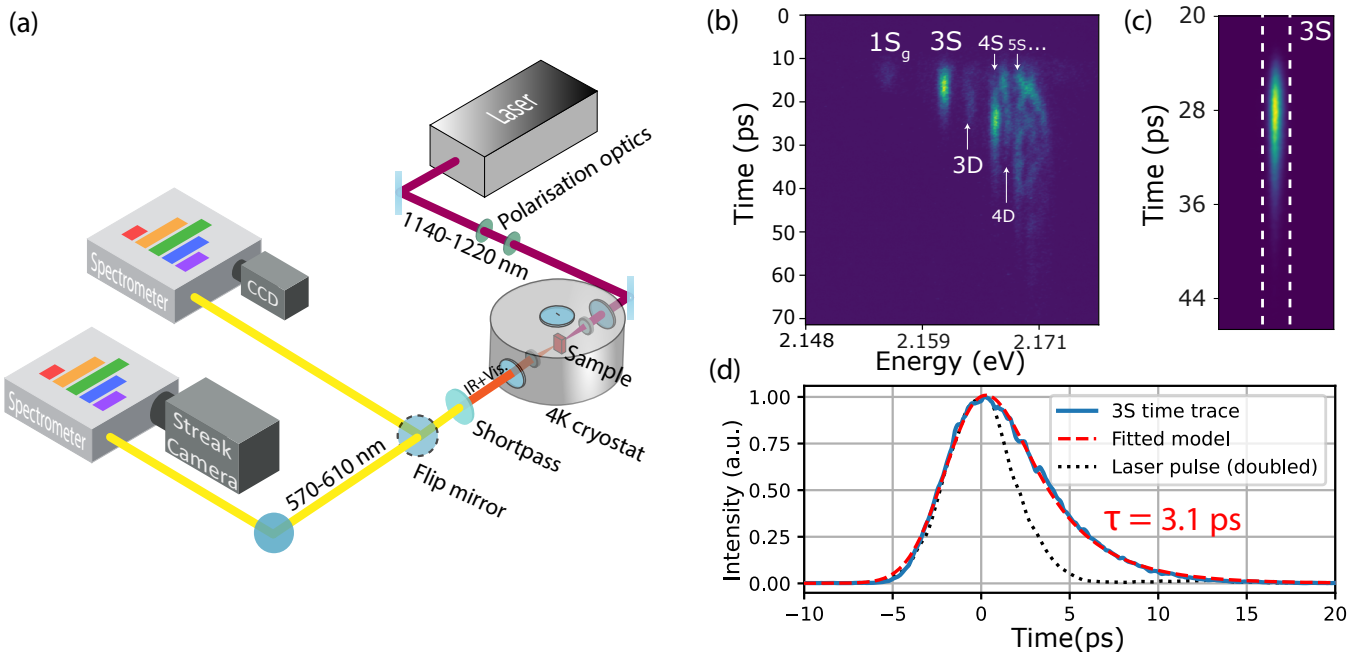 (a)
Laser
Polarisation optics
1140-1220 nm
Spectrometer
CCD
Sample
IR+Vis.
4K cryostat
Shortpass
Flip mirror
570-610 nm
Spectrometer
Streak
Camera
(b)
0
10
20
30
40
50
60
70
Time (ps)
1S_g
3S
4S
5S...
3D
4D
2.148
2.159
2.171
Energy (eV)
(c)
20
28
36
44
Time (ps)
3S
(d)
1.00
0.75
0.50
0.25
0.00
Intensity (a.u.)
3S time trace
Fitted model
Laser pulse (doubled)
τ = 3.1 ps
−10
−5
0
5
10
15
20
Time(ps)